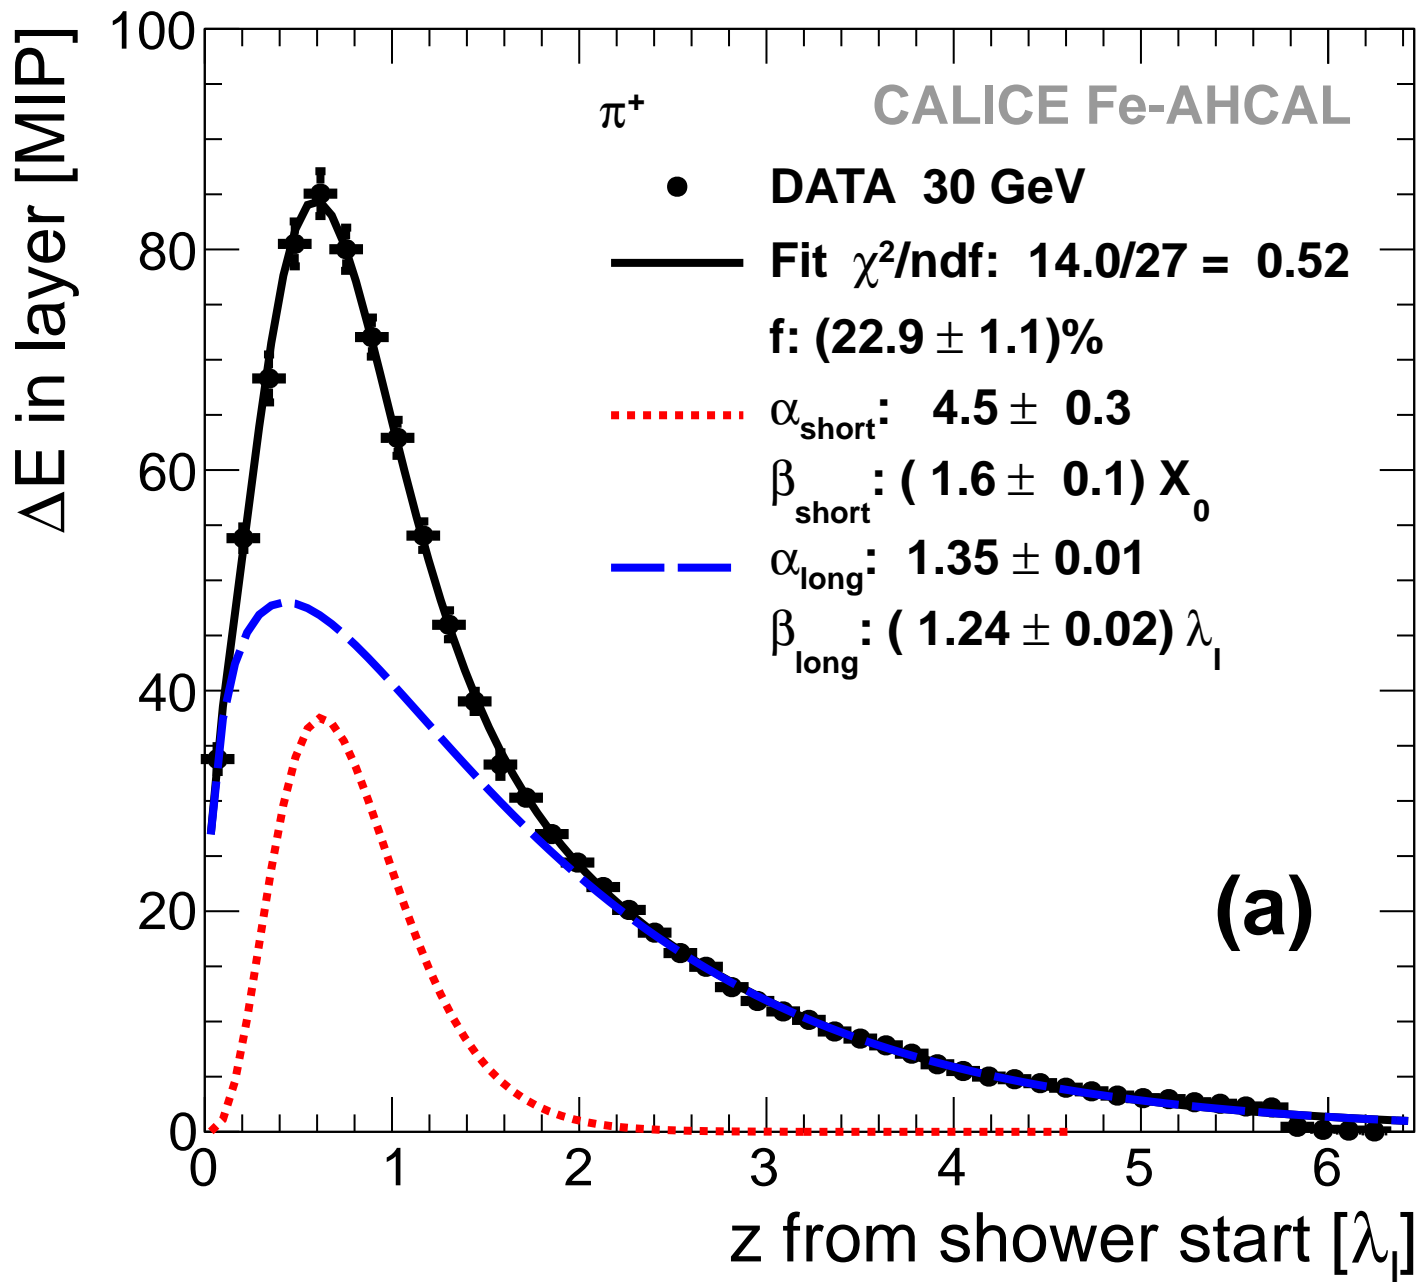 ΔE in layer [MIP]
100
80
60
40
20
0
π⁺ CALICE Fe-AHCAL
DATA 30 GeV
Fit χ²/ndf: 14.0/27 = 0.52
f: (22.9 ± 1.1)%
α_short: 4.5 ± 0.3
β_short: ( 1.6 ± 0.1) X_0
α_long: 1.35 ± 0.01
β_long: ( 1.24 ± 0.02) λ_I
(a)
0 1 2 3 4 5 6
z from shower start [λ_I]